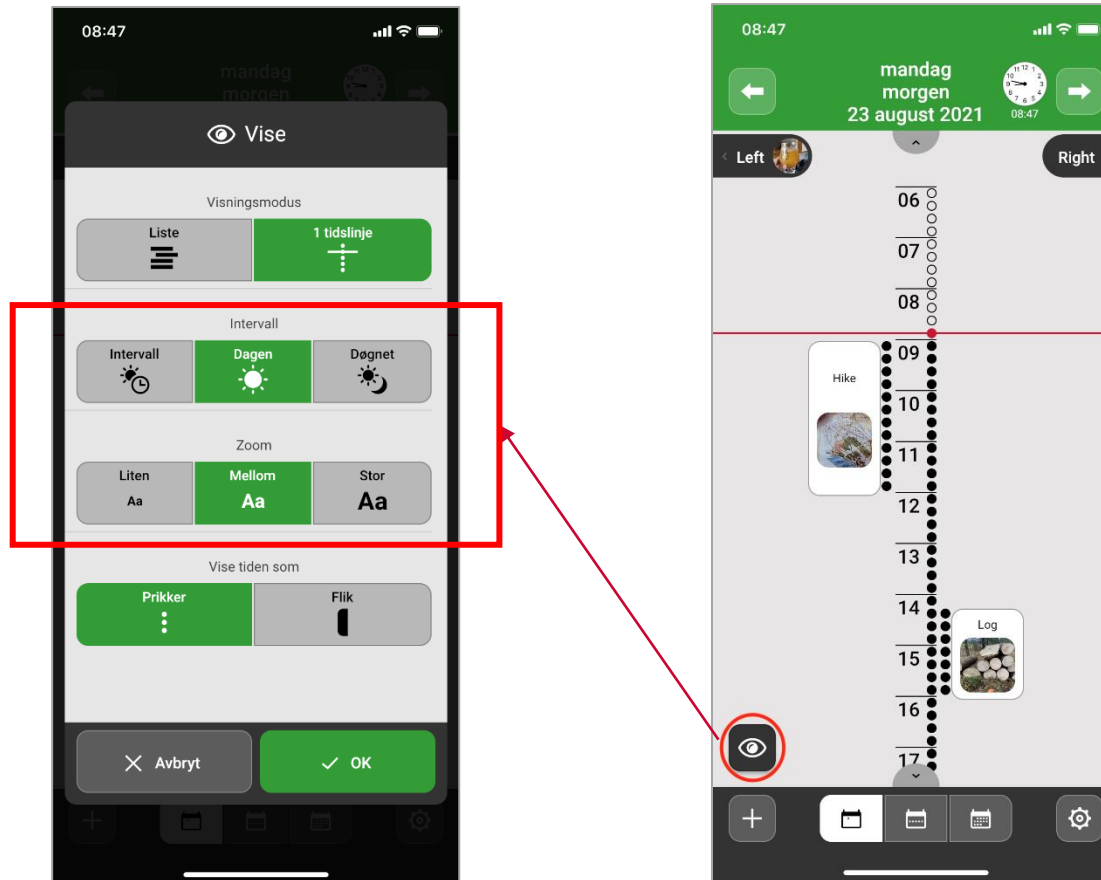 08:47
mandag
morgen
Vise
Visningsmodus
Liste
1 tidslinje
Intervall
Intervall
Dagen
Døgnet
Zoom
Liten
Mellom
Stor
Aa
Aa
Aa
Vise tiden som
Prikker
Flik
Avbryt
OK
08:47
mandag
morgen
23 august 2021
08:47
Left
Right
06
07
08
09
Hike
10
11
12
13
14
Log
15
16
17